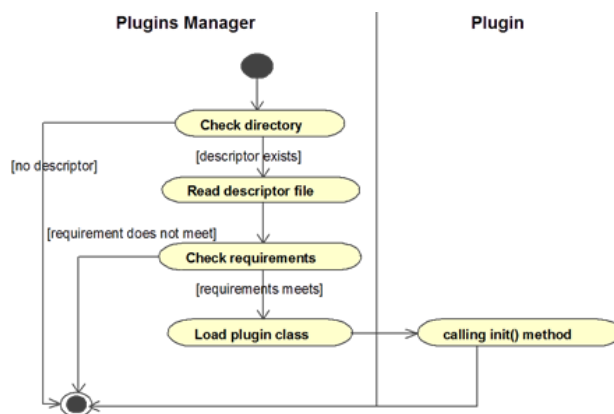 Plugins Manager
Plugin
Check directory
[no descriptor]
[descriptor exists]
Read descriptor file
[requirement does not meet]
Check requirements
[requirements meets]
Load plugin class
calling init() method